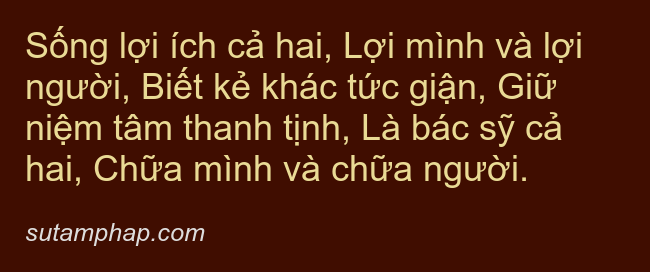 Sống lợi ích cả hai, Lợi mình và lợi
người, Biết kẻ khác tức giận, Giữ
niệm tâm thanh tịnh, Là bác sỹ cả
hai, Chữa mình và chữa người.
sutamphap.com